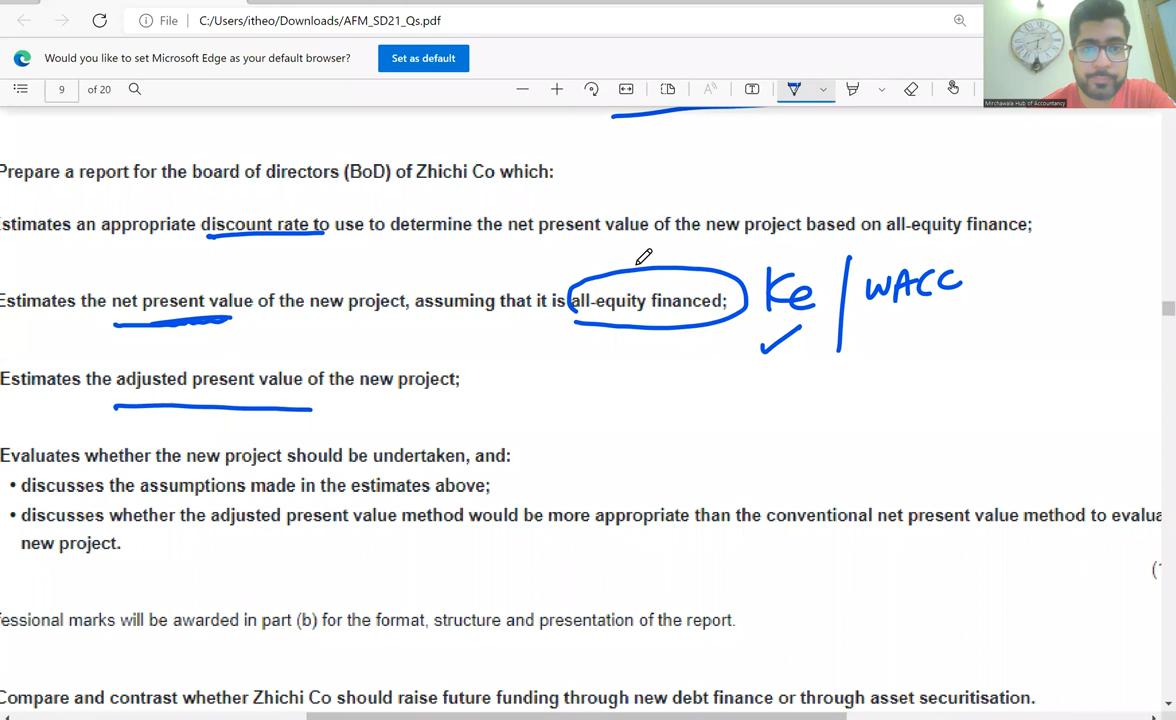 File C:/Users/itheo/Downloads/AFM_SD21_Qs.pdf
Would you like to set Microsoft Edge as your default browser? Set as default
9 of 20
Mirchawala Hub of Accountancy
Prepare a report for the board of directors (BoD) of Zhichi Co which:
stimates an appropriate discount rate to use to determine the net present value of the new project based on all-equity finance;
Estimates the net present value of the new project, assuming that it is all-equity financed; Ke / WACC
Estimates the adjusted present value of the new project;
Evaluates whether the new project should be undertaken, and:
• discusses the assumptions made in the estimates above;
• discusses whether the adjusted present value method would be more appropriate than the conventional net present value method to evalua
new project.
(1
fessional marks will be awarded in part (b) for the format, structure and presentation of the report.
Compare and contrast whether Zhichi Co should raise future funding through new debt finance or through asset securitisation.